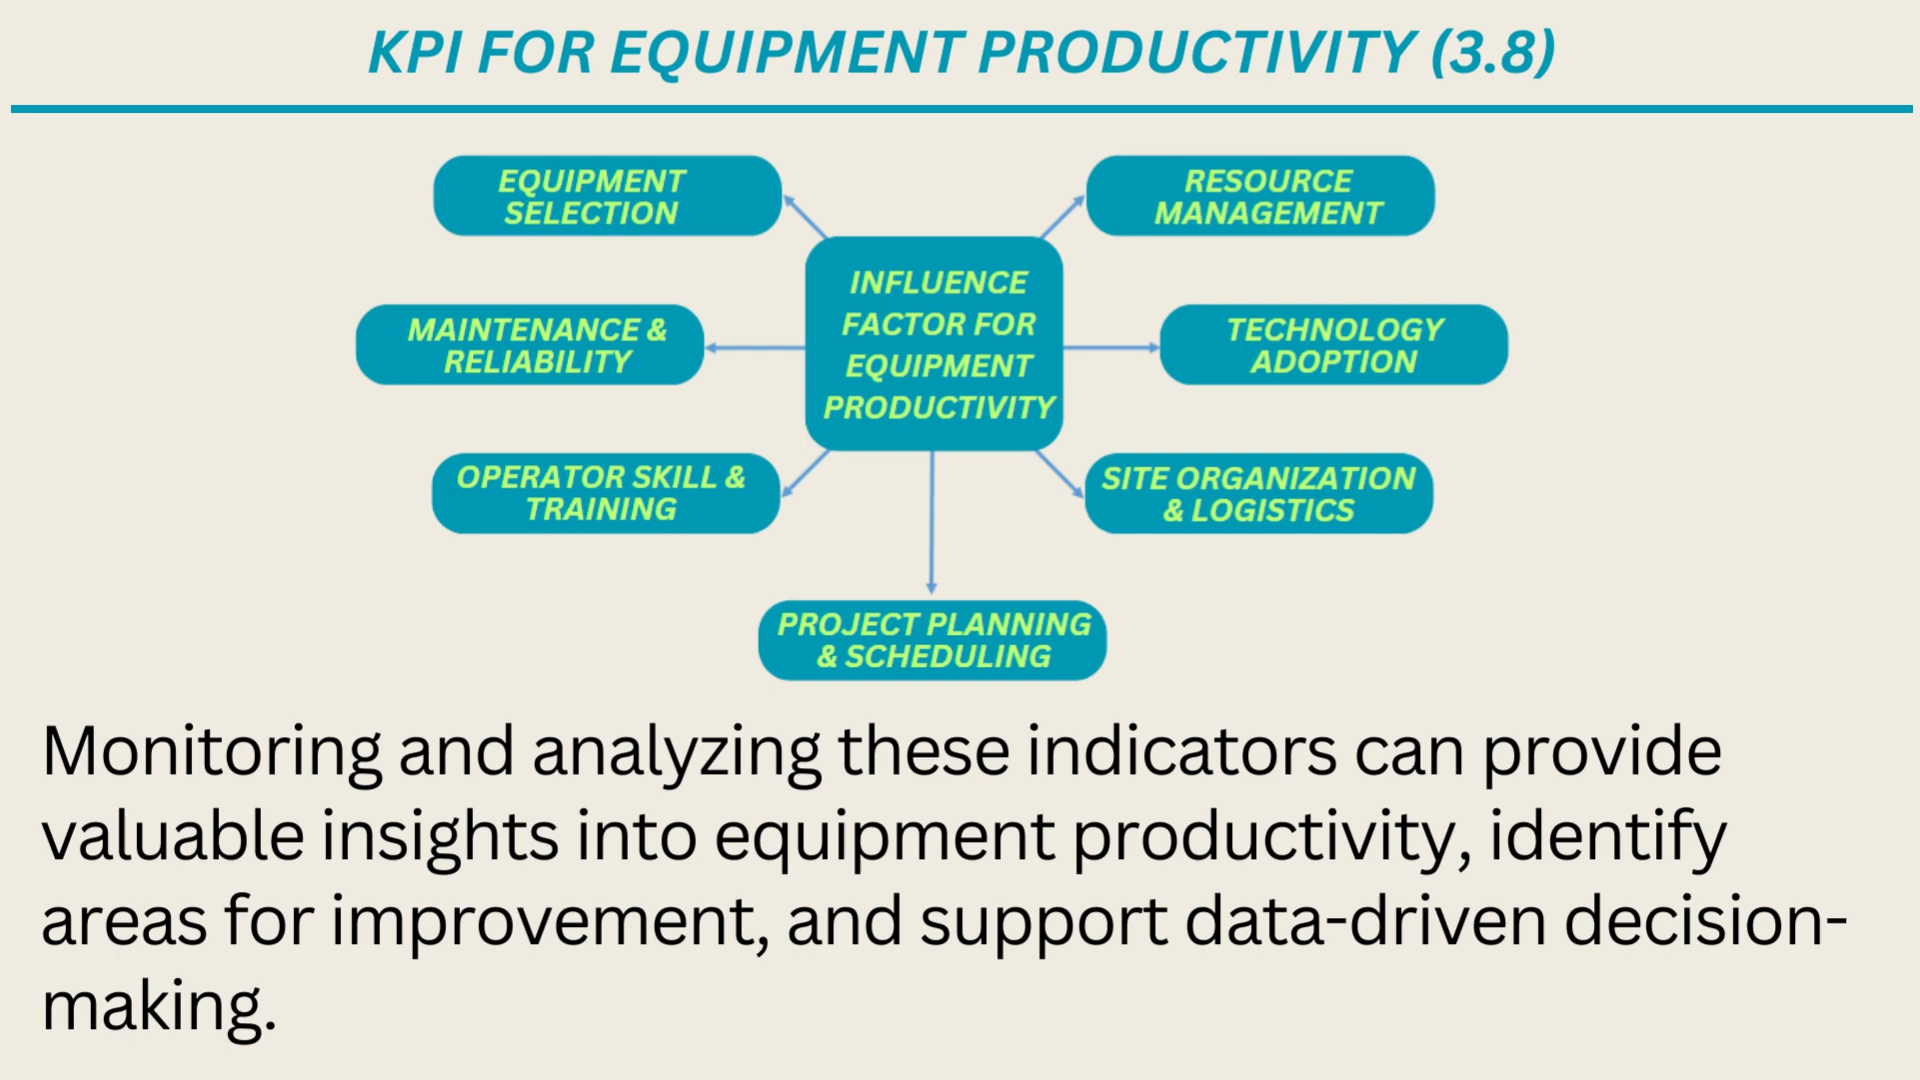 KPI FOR EQUIPMENT PRODUCTIVITY (3.8)
EQUIPMENT
SELECTION
RESOURCE
MANAGEMENT
INFLUENCE
FACTOR FOR
EQUIPMENT
PRODUCTIVITY
MAINTENANCE &
RELIABILITY
TECHNOLOGY
ADOPTION
OPERATOR SKILL &
TRAINING
SITE ORGANIZATION
& LOGISTICS
PROJECT PLANNING
& SCHEDULING
Monitoring and analyzing these indicators can provide
valuable insights into equipment productivity, identify
areas for improvement, and support data-driven decision-
making.